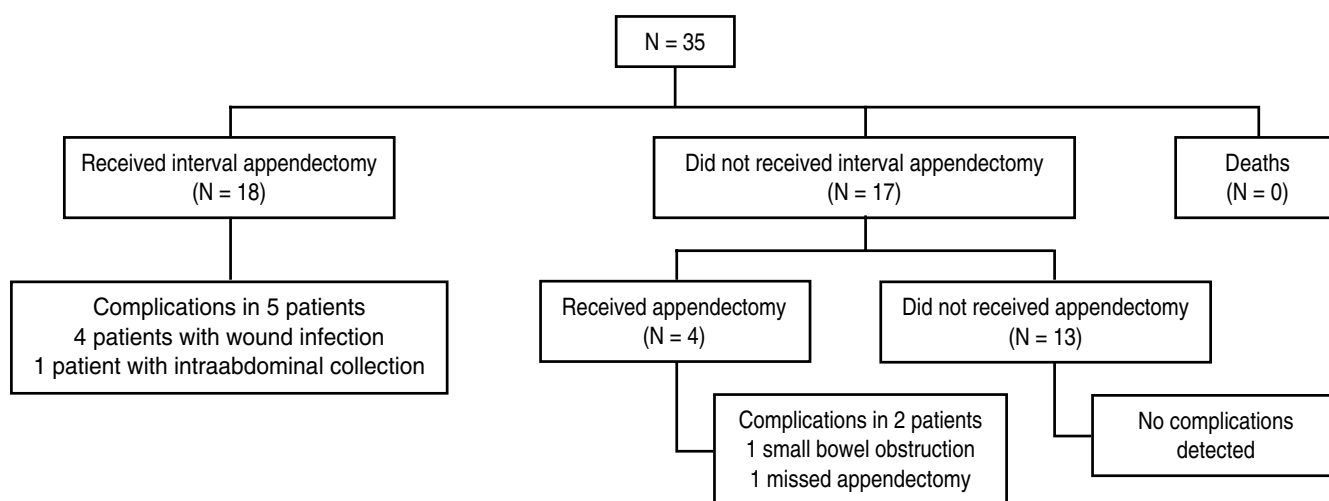 N = 35
Received interval appendectomy
(N = 18)
Did not received interval appendectomy
(N = 17)
Deaths
(N = 0)
Complications in 5 patients
4 patients with wound infection
1 patient with intraabdominal collection
Received appendectomy
(N = 4)
Did not received appendectomy
(N = 13)
Complications in 2 patients
1 small bowel obstruction
1 missed appendectomy
No complications
detected